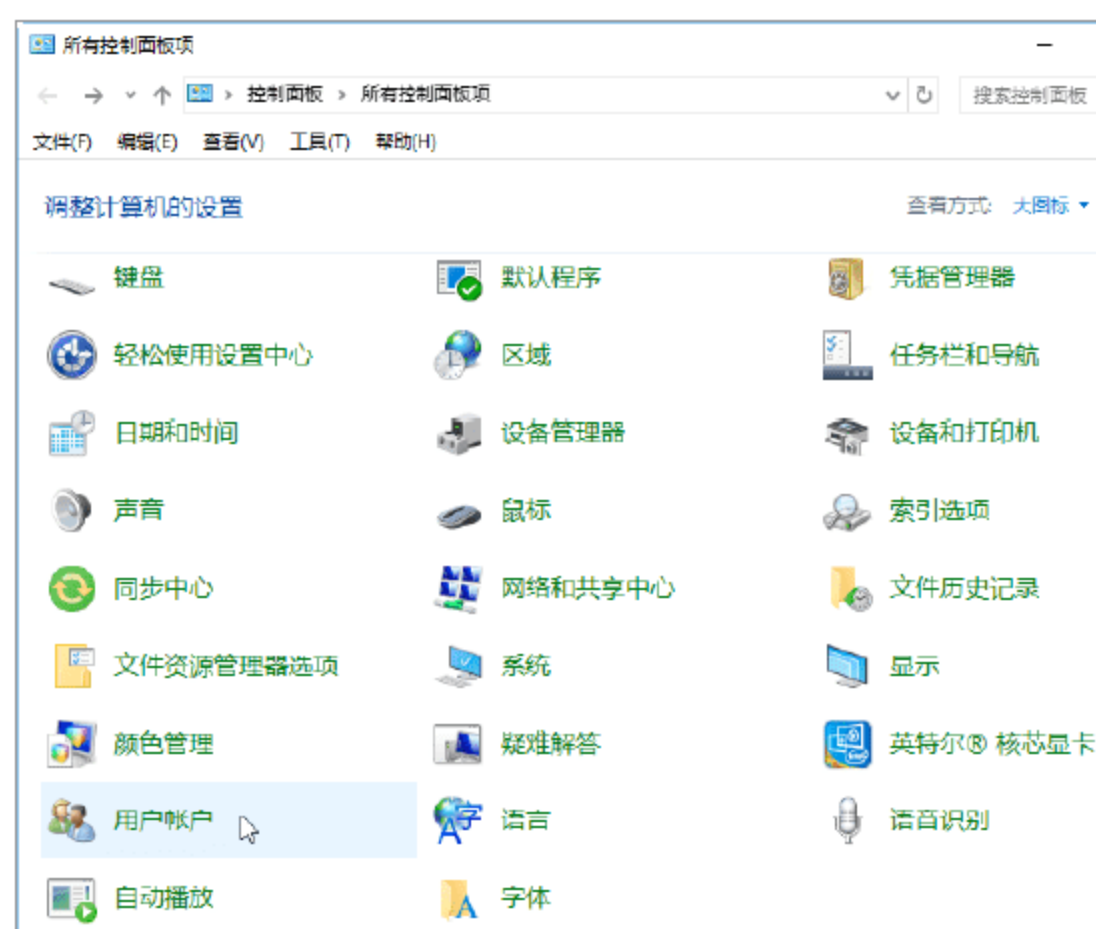 所有控制面板项
控制面板 › 所有控制面板项 搜索控制面板
文件(F) 编辑(E) 查看(V) 工具(T) 帮助(H)
调整计算机的设置 查看方式: 大图标
键盘 默认程序 凭据管理器
轻松使用设置中心 区域 任务栏和导航
日期和时间 设备管理器 设备和打印机
声音 鼠标 索引选项
同步中心 网络和共享中心 文件历史记录
文件资源管理器选项 系统 显示
颜色管理 疑难解答 英特尔® 核芯显卡
用户帐户 语言 语音识别
自动播放 字体